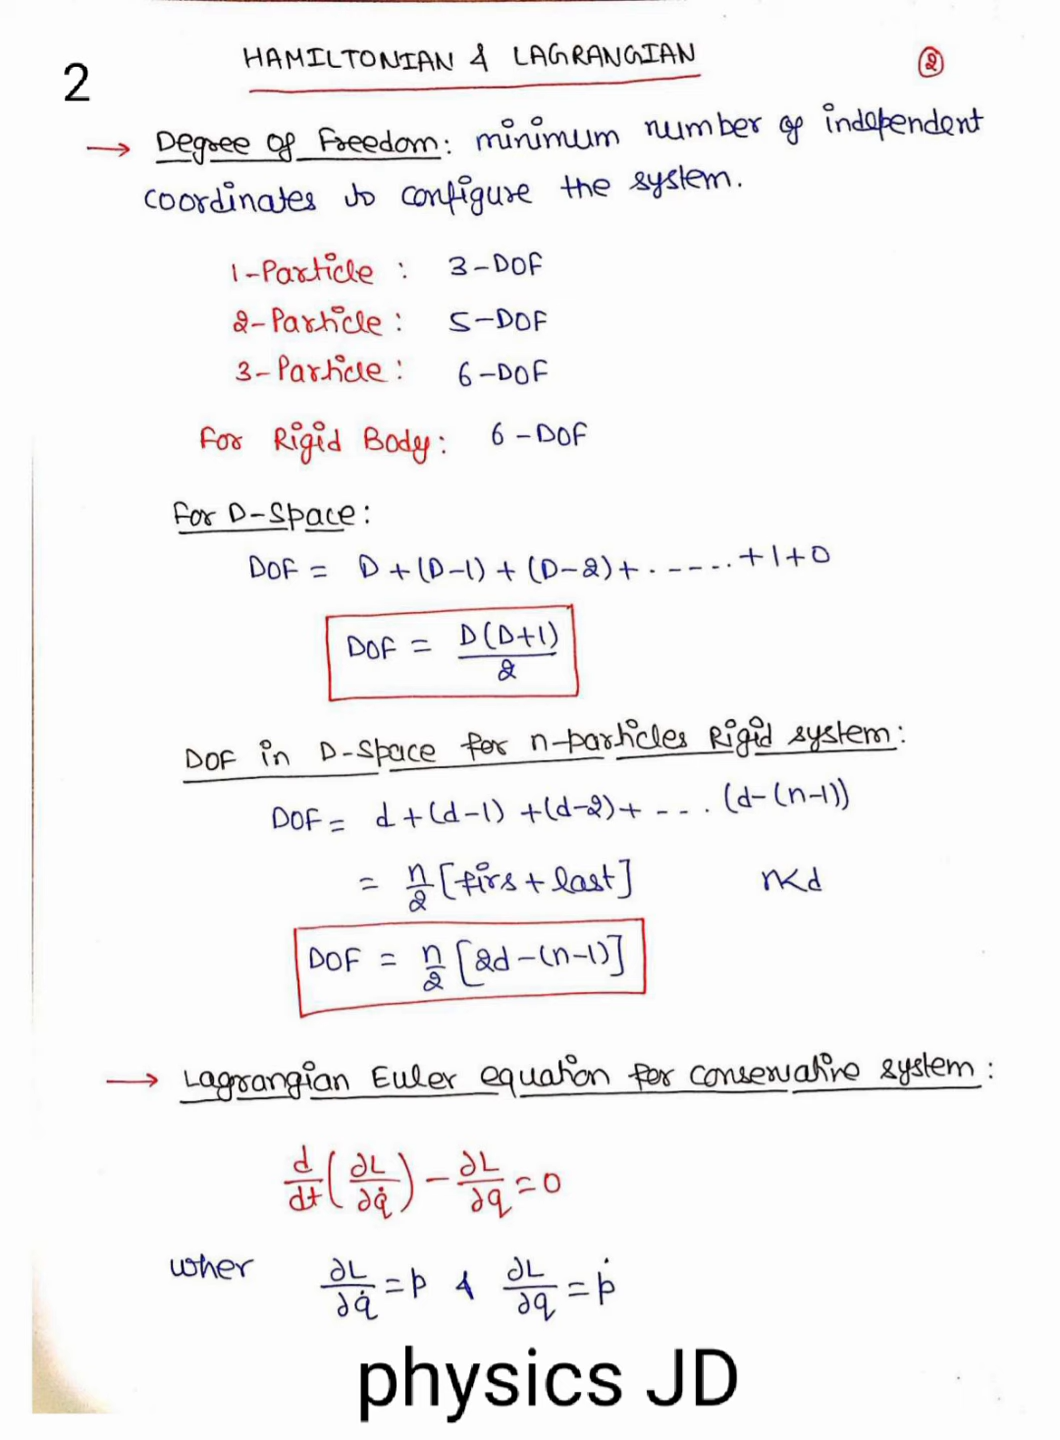 HAMILTONIAN & LAGRANGIAN
2
②
→ Degree of Freedom: minimum number of independent
coordinates to configure the system.
1-Particle : 3-DOF
2-Particle : 5-DOF
3-Particle : 6-DOF
For Rigid Body: 6-DOF
For D-Space:
DOF = D+(D-1)+(D-2)+.-----..+1+0
DOF = D(D+1)/2
DOF in D-Space for n-particles Rigid system:
DOF = d+(d-1)+(d-2)+ --- . (d-(n-1))
= n/2 [firs + last] n<d
DOF = n/2 [2d-(n-1)]
→ Lagrangian Euler equation for conservative system :
d/dt (∂L/∂q̇) - ∂L/∂q = 0
wher ∂L/∂q̇ = p & ∂L/∂q = ṗ
physics JD